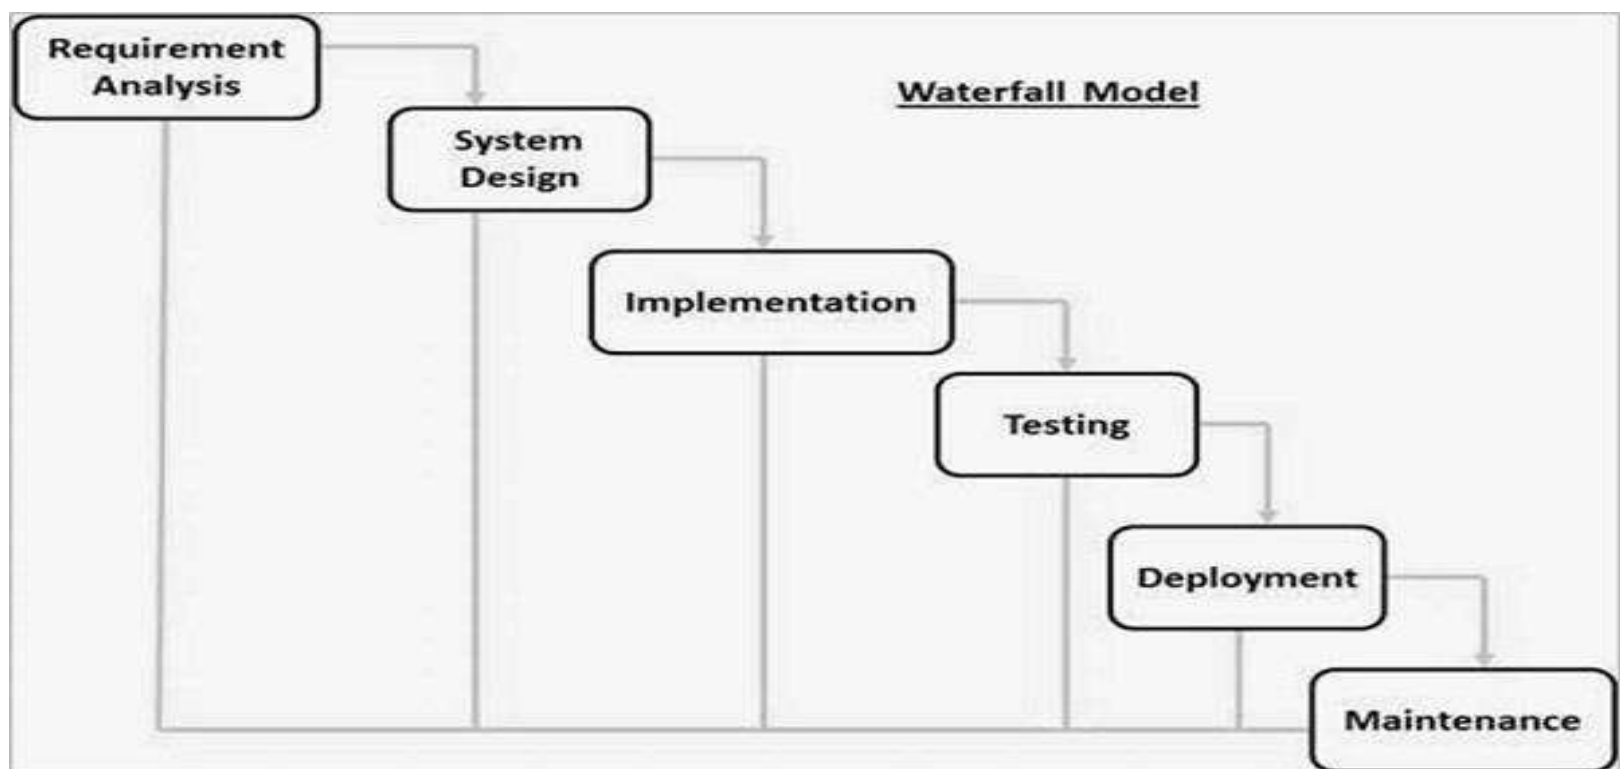 Requirement
Analysis
Waterfall Model
System
Design
Implementation
Testing
Deployment
Maintenance